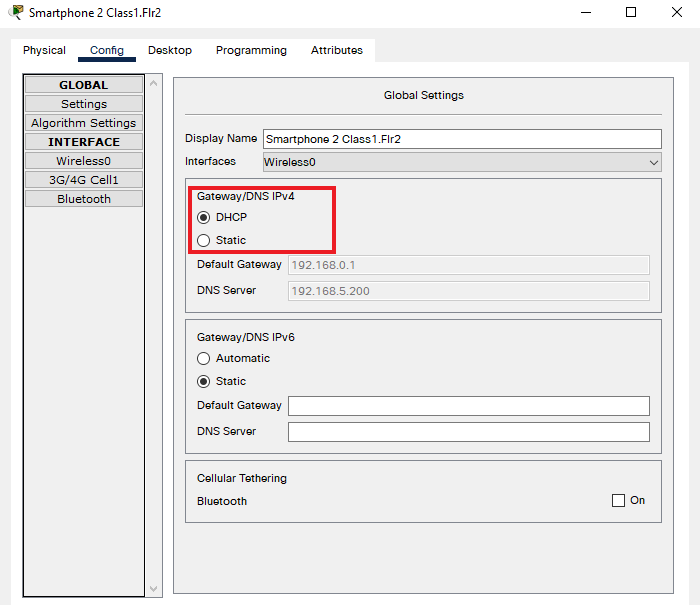 Smartphone 2 Class1.Flr2
Physical Config Desktop Programming Attributes
GLOBAL
Settings
Algorithm Settings
INTERFACE
Wireless0
3G/4G Cell1
Bluetooth
Global Settings
Display Name Smartphone 2 Class1.Flr2
Interfaces Wireless0
Gateway/DNS IPv4
DHCP
Static
Default Gateway 192.168.0.1
DNS Server 192.168.5.200
Gateway/DNS IPv6
Automatic
Static
Default Gateway
DNS Server
Cellular Tethering
Bluetooth On